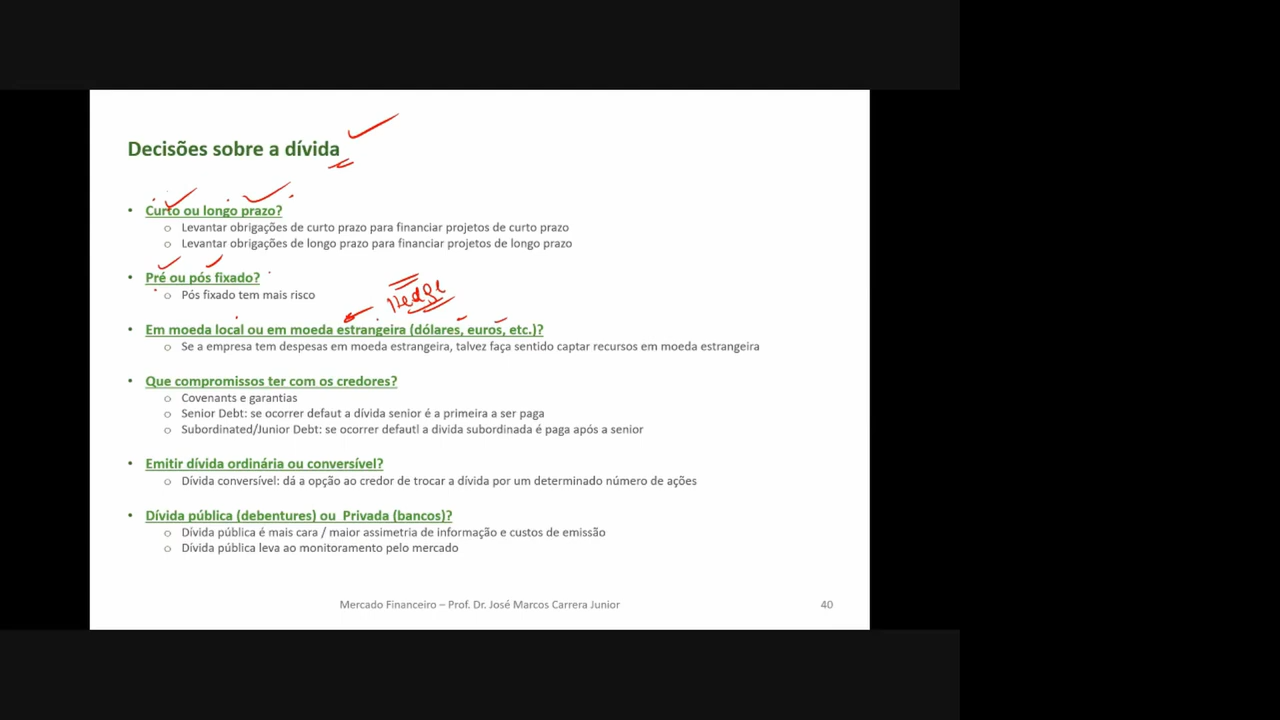 Decisões sobre a dívida
• Curto ou longo prazo?
o Levantar obrigações de curto prazo para financiar projetos de curto prazo
o Levantar obrigações de longo prazo para financiar projetos de longo prazo
• Pré ou pós fixado?
o Pós fixado tem mais risco
Hedge
• Em moeda local ou em moeda estrangeira (dólares, euros, etc.)?
o Se a empresa tem despesas em moeda estrangeira, talvez faça sentido captar recursos em moeda estrangeira
• Que compromissos ter com os credores?
o Covenants e garantias
o Senior Debt: se ocorrer defaut a dívida senior é a primeira a ser paga
o Subordinated/Junior Debt: se ocorrer defautl a divida subordinada é paga após a senior
• Emitir dívida ordinária ou conversível?
o Dívida conversível: dá a opção ao credor de trocar a dívida por um determinado número de ações
• Dívida pública (debentures) ou Privada (bancos)?
o Dívida pública é mais cara / maior assimetria de informação e custos de emissão
o Dívida pública leva ao monitoramento pelo mercado
Mercado Financeiro – Prof. Dr. José Marcos Carrera Junior 40